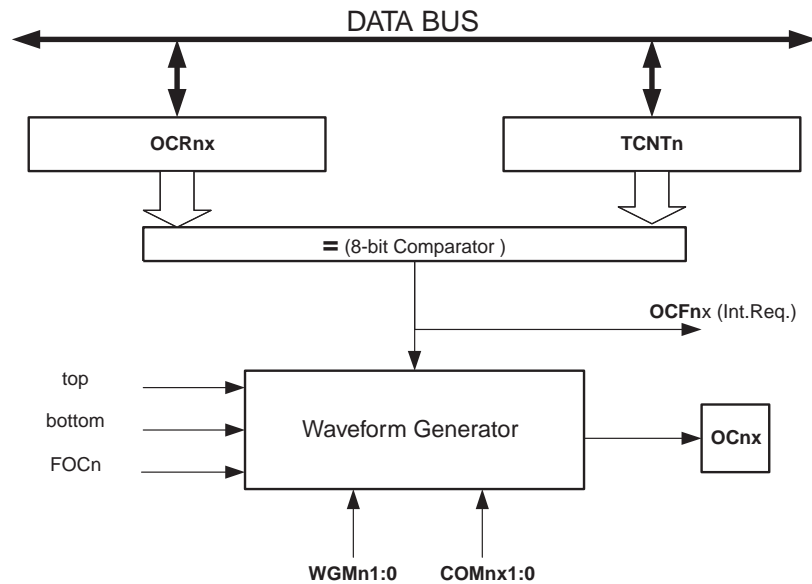 DATA BUS
OCRnx
TCNTn
= (8-bit Comparator )
OCFnx (Int.Req.)
top
bottom
FOCn
Waveform Generator
OCnx
WGMn1:0
COMnx1:0